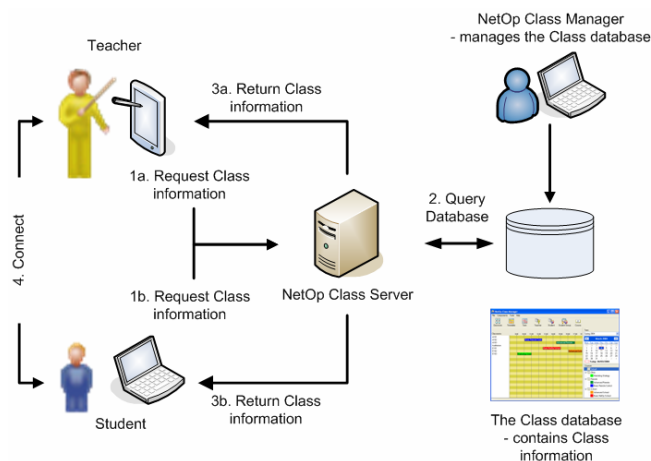 Teacher
NetOp Class Manager
- manages the Class database
3a. Return Class
information
1a. Request Class
information
2. Query
Database
4. Connect
NetOp Class Server
1b. Request Class
information
3b. Return Class
information
Student
The Class database
- contains Class
information